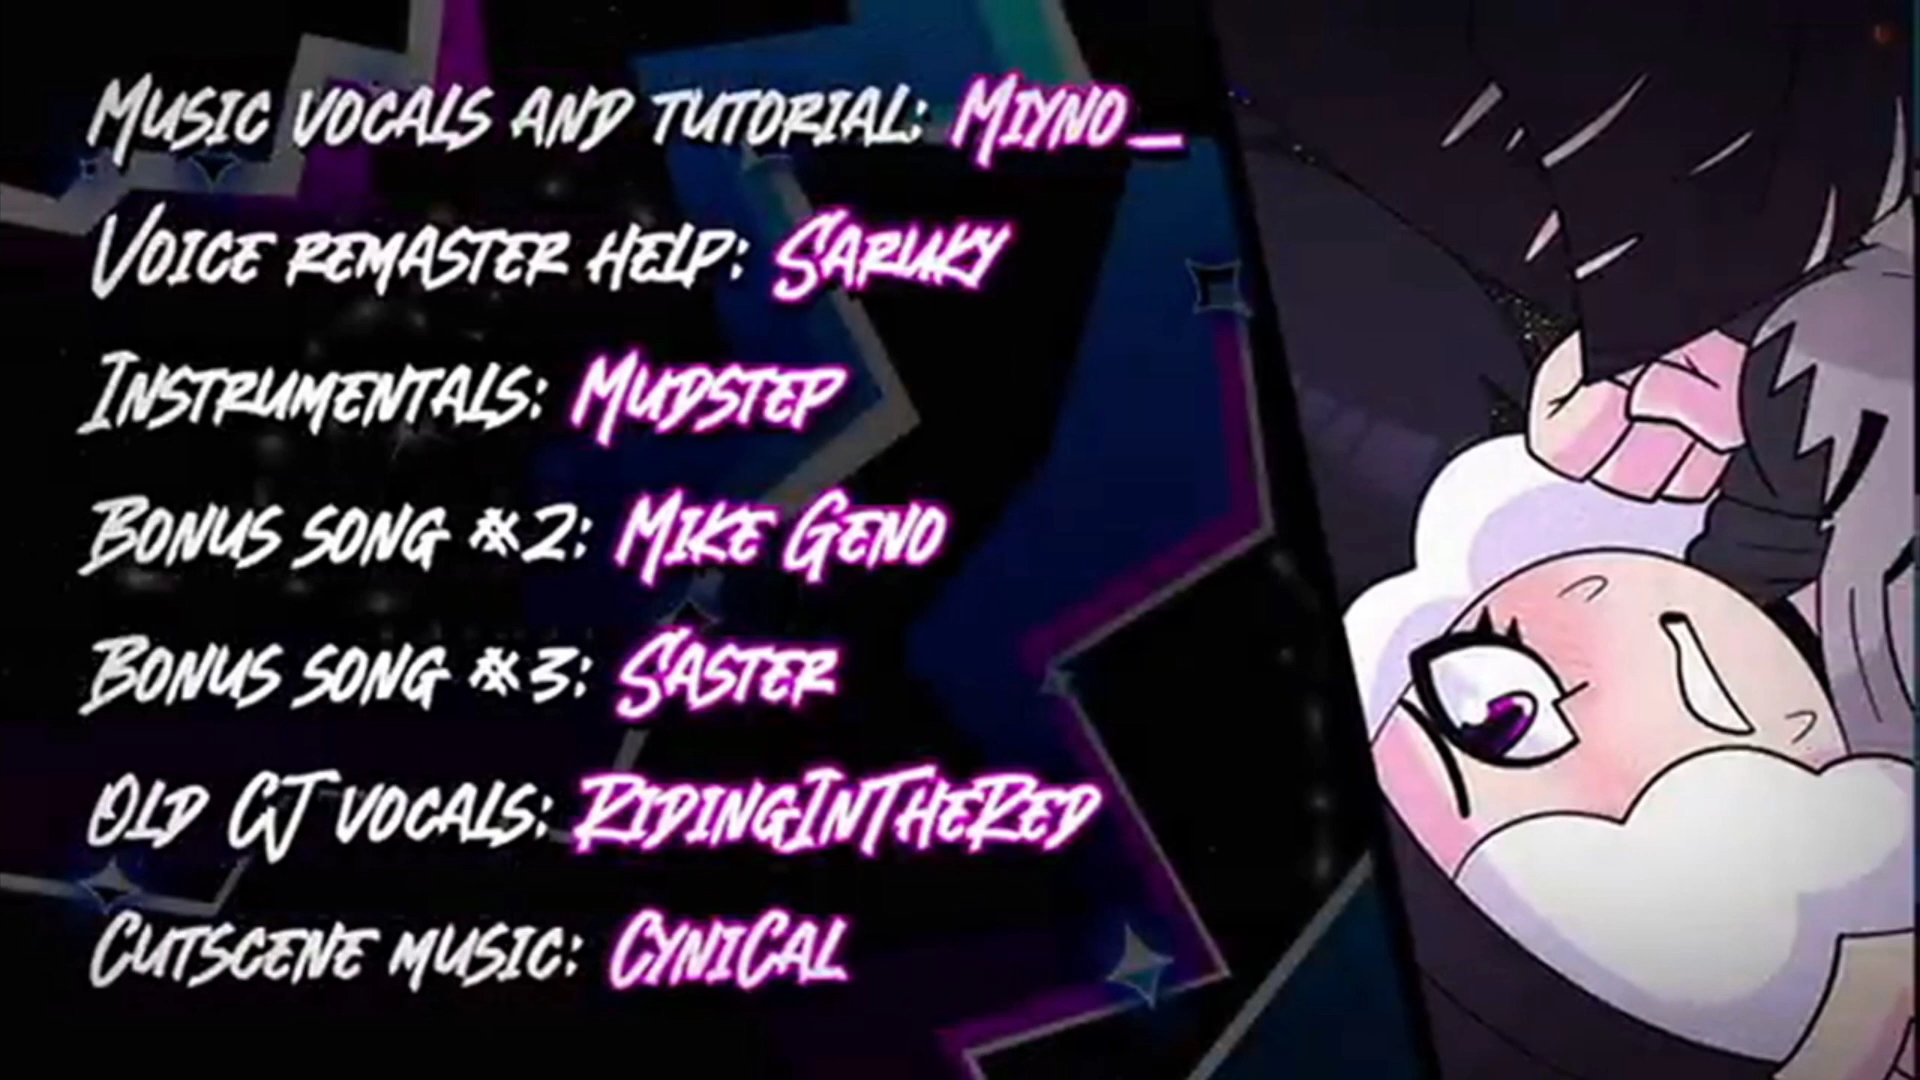 Music vocals and tutorial: Miyno_
Voice remaster help: Saruky
Instrumentals: Mudstep
Bonus song #2: Mike Geno
Bonus song #3: Saster
Old CJ vocals: RidingInTheRed
Cutscene music: CyniCal